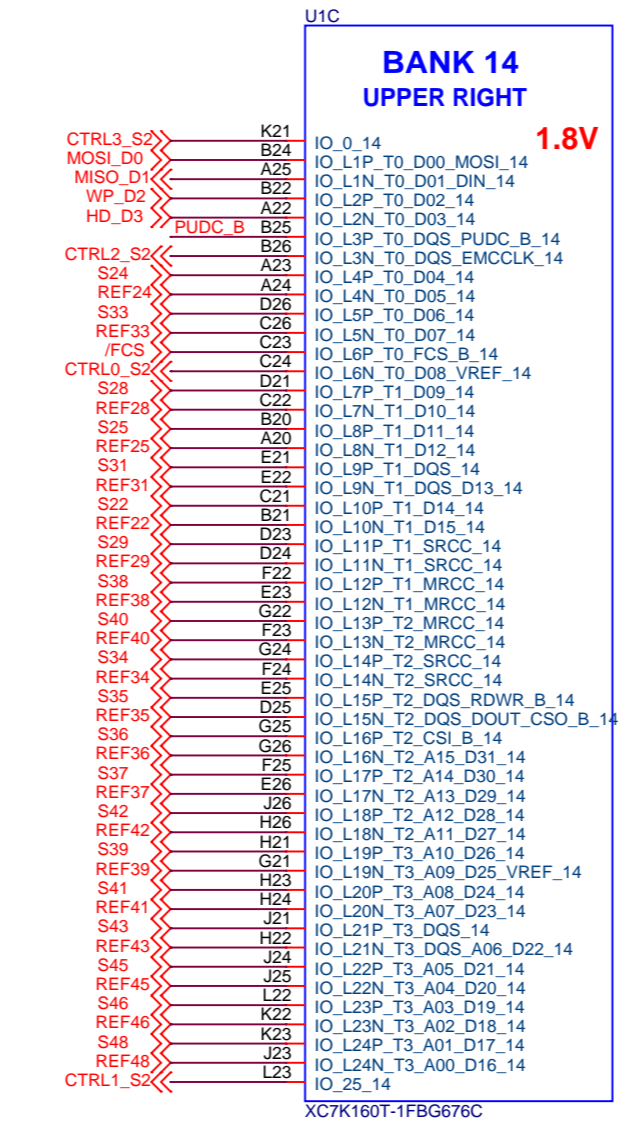 U1C
BANK 14
UPPER RIGHT
1.8V
CTRL3_S2 K21 IO_0_14
MOSI_D0 B24 IO_L1P_T0_D00_MOSI_14
MISO_D1 A25 IO_L1N_T0_D01_DIN_14
WP_D2 B22 IO_L2P_T0_D02_14
HD_D3 A22 IO_L2N_T0_D03_14
PUDC_B B25 IO_L3P_T0_DQS_PUDC_B_14
CTRL2_S2 B26 IO_L3N_T0_DQS_EMCCLK_14
S24 A23 IO_L4P_T0_D04_14
REF24 A24 IO_L4N_T0_D05_14
S33 D26 IO_L5P_T0_D06_14
REF33 C26 IO_L5N_T0_D07_14
/FCS C23 IO_L6P_T0_FCS_B_14
CTRL0_S2 C24 IO_L6N_T0_D08_VREF_14
S28 D21 IO_L7P_T1_D09_14
REF28 C22 IO_L7N_T1_D10_14
S25 B20 IO_L8P_T1_D11_14
REF25 A20 IO_L8N_T1_D12_14
S31 E21 IO_L9P_T1_DQS_14
REF31 E22 IO_L9N_T1_DQS_D13_14
S22 C21 IO_L10P_T1_D14_14
REF22 B21 IO_L10N_T1_D15_14
S29 D23 IO_L11P_T1_SRCC_14
REF29 D24 IO_L11N_T1_SRCC_14
S38 F22 IO_L12P_T1_MRCC_14
REF38 E23 IO_L12N_T1_MRCC_14
S40 G22 IO_L13P_T2_MRCC_14
REF40 F23 IO_L13N_T2_MRCC_14
S34 G24 IO_L14P_T2_SRCC_14
REF34 F24 IO_L14N_T2_SRCC_14
S35 E25 IO_L15P_T2_DQS_RDWR_B_14
REF35 D25 IO_L15N_T2_DQS_DOUT_CSO_B_14
S36 G25 IO_L16P_T2_CSI_B_14
REF36 G26 IO_L16N_T2_A15_D31_14
S37 F25 IO_L17P_T2_A14_D30_14
REF37 E26 IO_L17N_T2_A13_D29_14
S42 J26 IO_L18P_T2_A12_D28_14
REF42 H26 IO_L18N_T2_A11_D27_14
S39 H21 IO_L19P_T3_A10_D26_14
REF39 G21 IO_L19N_T3_A09_D25_VREF_14
S41 H23 IO_L20P_T3_A08_D24_14
REF41 H24 IO_L20N_T3_A07_D23_14
S43 J21 IO_L21P_T3_DQS_14
REF43 H22 IO_L21N_T3_DQS_A06_D22_14
S45 J24 IO_L22P_T3_A05_D21_14
REF45 J25 IO_L22N_T3_A04_D20_14
S46 L22 IO_L23P_T3_A03_D19_14
REF46 K22 IO_L23N_T3_A02_D18_14
S48 K23 IO_L24P_T3_A01_D17_14
REF48 J23 IO_L24N_T3_A00_D16_14
CTRL1_S2 L23 IO_25_14
XC7K160T-1FBG676C